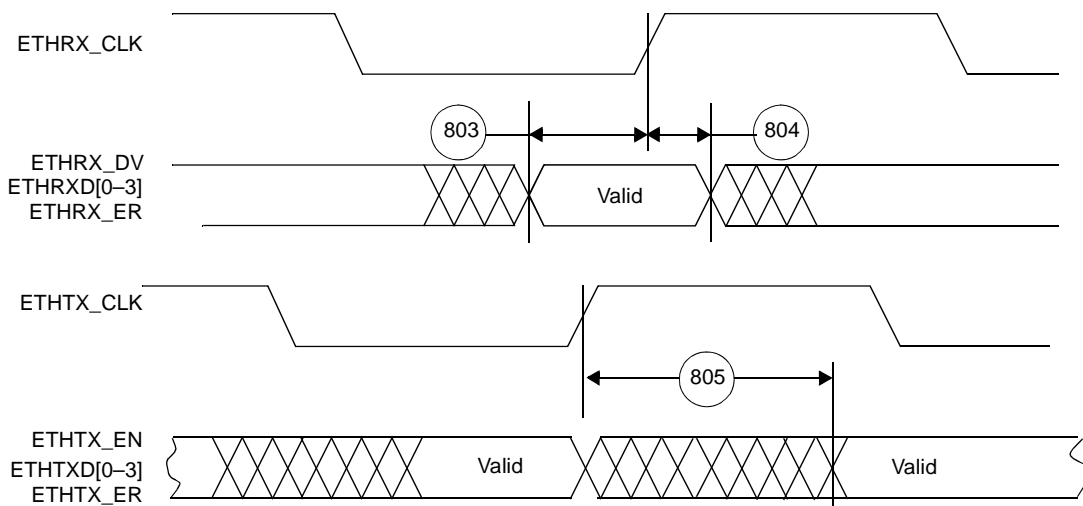 ETHRX_CLK
803
804
ETHRX_DV
ETHRXD[0–3]
Valid
ETHRX_ER
ETHTX_CLK
805
ETHTX_EN
ETHTXD[0–3]
Valid
Valid
ETHTX_ER